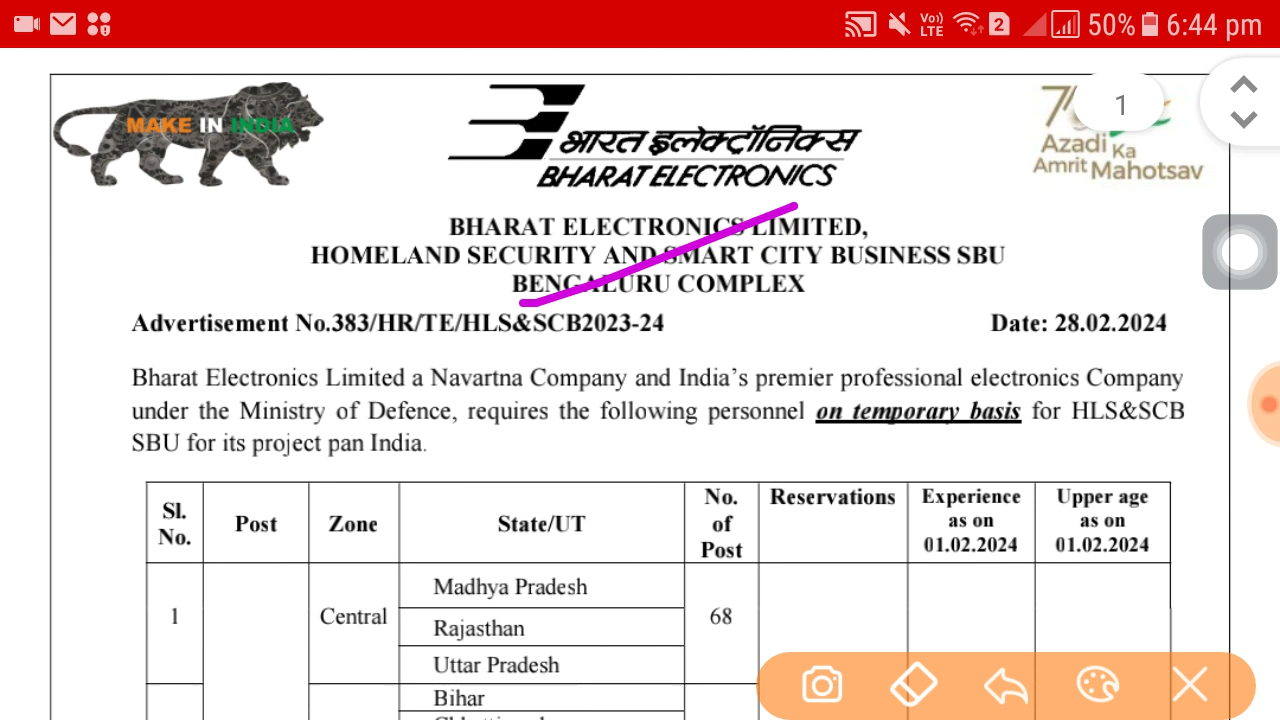 Vo)) LTE 2 50% 6:44 pm
MAKE IN INDIA
भारत इलेक्ट्रॉनिक्स
BHARAT ELECTRONICS
1
Azadi Ka
Amrit Mahotsav
BHARAT ELECTRONICS LIMITED,
HOMELAND SECURITY AND SMART CITY BUSINESS SBU
BENGALURU COMPLEX
Advertisement No.383/HR/TE/HLS&SCB2023-24 Date: 28.02.2024
Bharat Electronics Limited a Navartna Company and India's premier professional electronics Company
under the Ministry of Defence, requires the following personnel on temporary basis for HLS&SCB
SBU for its project pan India.
Sl. No. Post Zone State/UT No. of Post Reservations Experience as on 01.02.2024 Upper age as on 01.02.2024
1 Central Madhya Pradesh 68
Rajasthan
Uttar Pradesh
Bihar